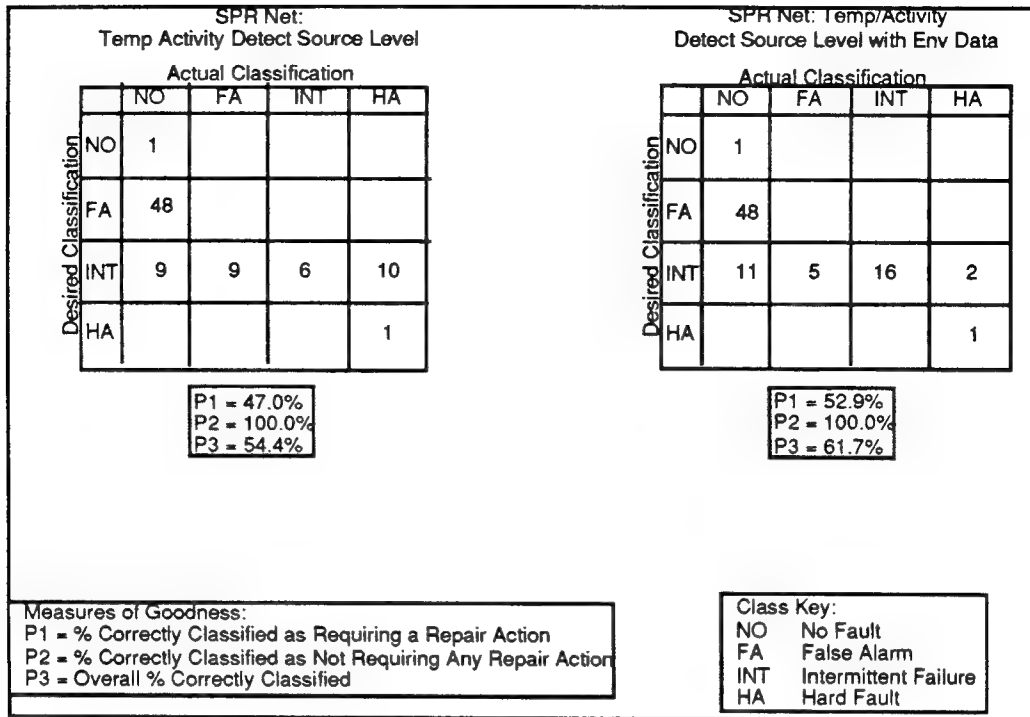 SPR Net:
Temp Activity Detect Source Level
Actual Classification
NO FA INT HA
Desired Classification
NO 1
FA 48
INT 9 9 6 10
HA 1
P1 = 47.0%
P2 = 100.0%
P3 = 54.4%
SPR Net: Temp/Activity
Detect Source Level with Env Data
Actual Classification
NO FA INT HA
Desired Classification
NO 1
FA 48
INT 11 5 16 2
HA 1
P1 = 52.9%
P2 = 100.0%
P3 = 61.7%
Measures of Goodness:
P1 = % Correctly Classified as Requiring a Repair Action
P2 = % Correctly Classified as Not Requiring Any Repair Action
P3 = Overall % Correctly Classified
Class Key:
NO No Fault
FA False Alarm
INT Intermittent Failure
HA Hard Fault